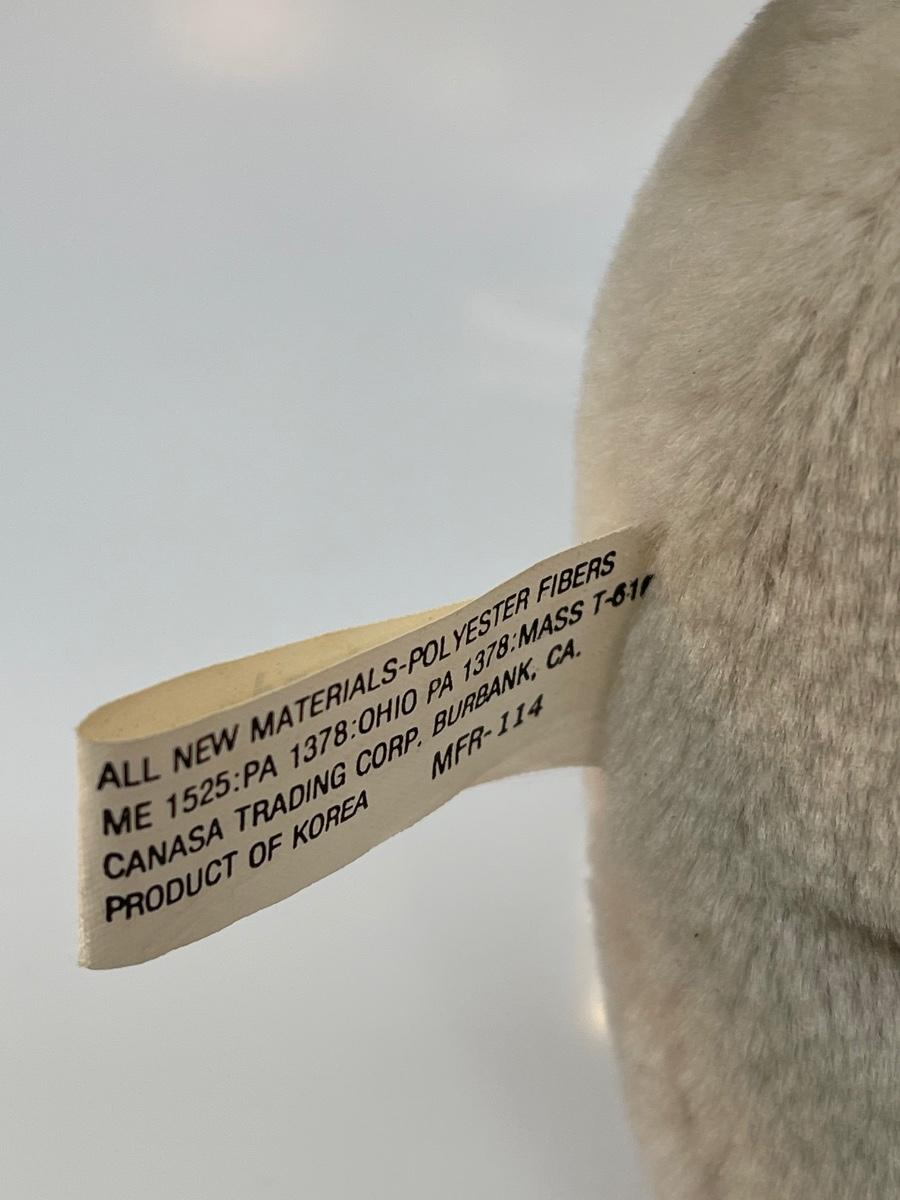 ALL NEW MATERIALS-POLYESTER FIBERS
ME 1525:PA 1378:OHIO PA 1378:MASS
CANASA TRADING CORP. BURBANK, CA.
PRODUCT OF KOREA MFR-114